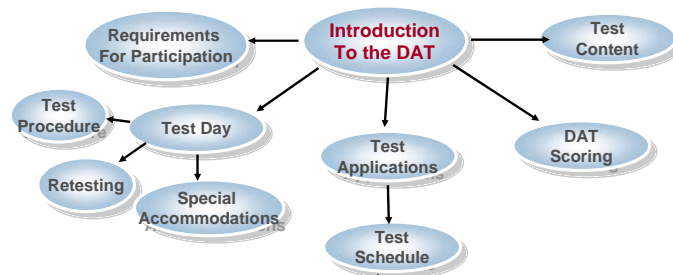 Introduction
To the DAT
Requirements
For Participation
Test
Content
Test
Procedure
Test Day
Retesting
Special
Accommodations
Test
Applications
DAT
Scoring
Test
Schedule